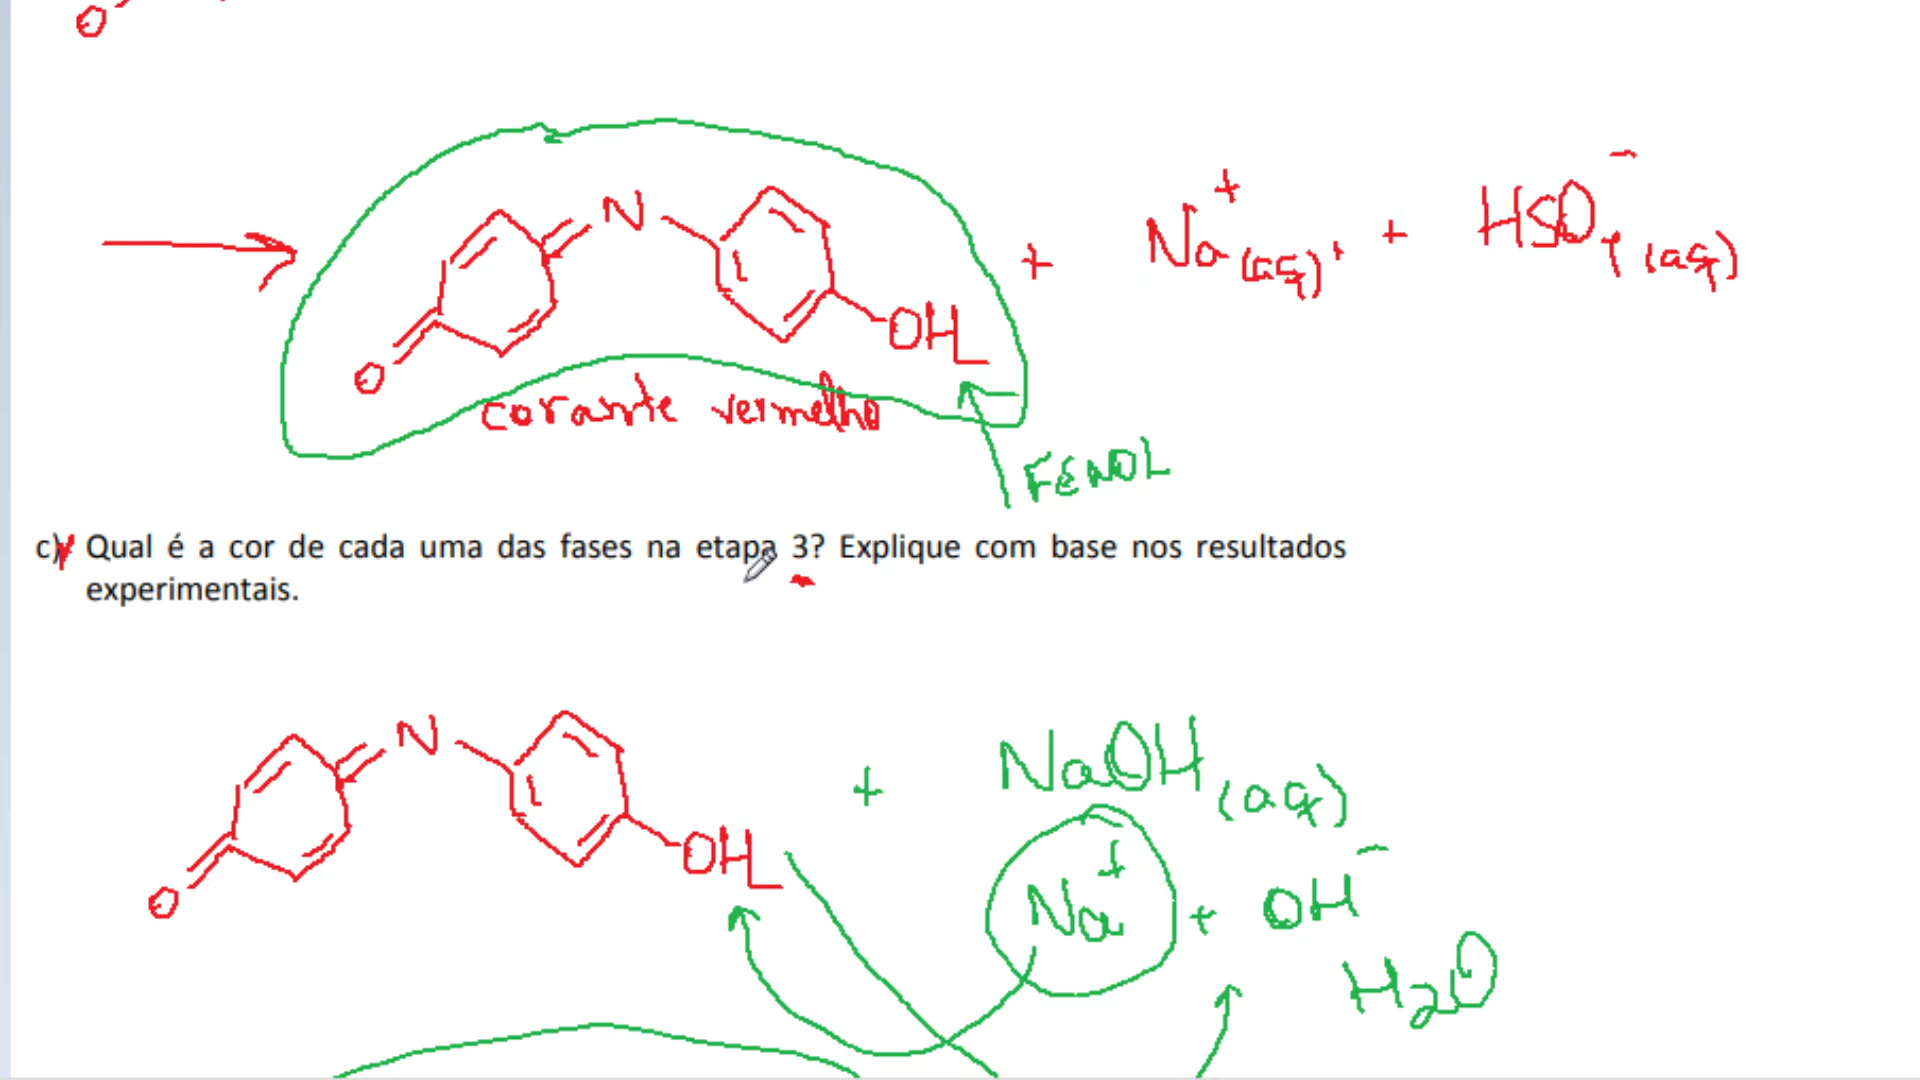 O
N
Na+(aq) + HSO4-(aq)
+
OH
O
corante vermelho
FENOL
c) Qual é a cor de cada uma das fases na etapa 3? Explique com base nos resultados
experimentais.
N
+ NaOH(aq)
OH
O
Na+ + OH-
H2O